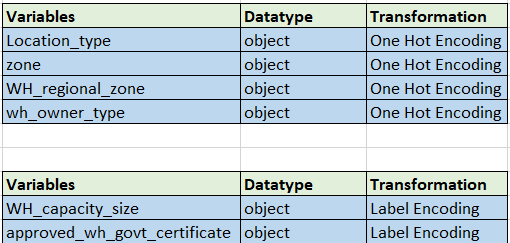 Variables Datatype Transformation
Location_type object One Hot Encoding
zone object One Hot Encoding
WH_regional_zone object One Hot Encoding
wh_owner_type object One Hot Encoding
Variables Datatype Transformation
WH_capacity_size object Label Encoding
approved_wh_govt_certificate object Label Encoding